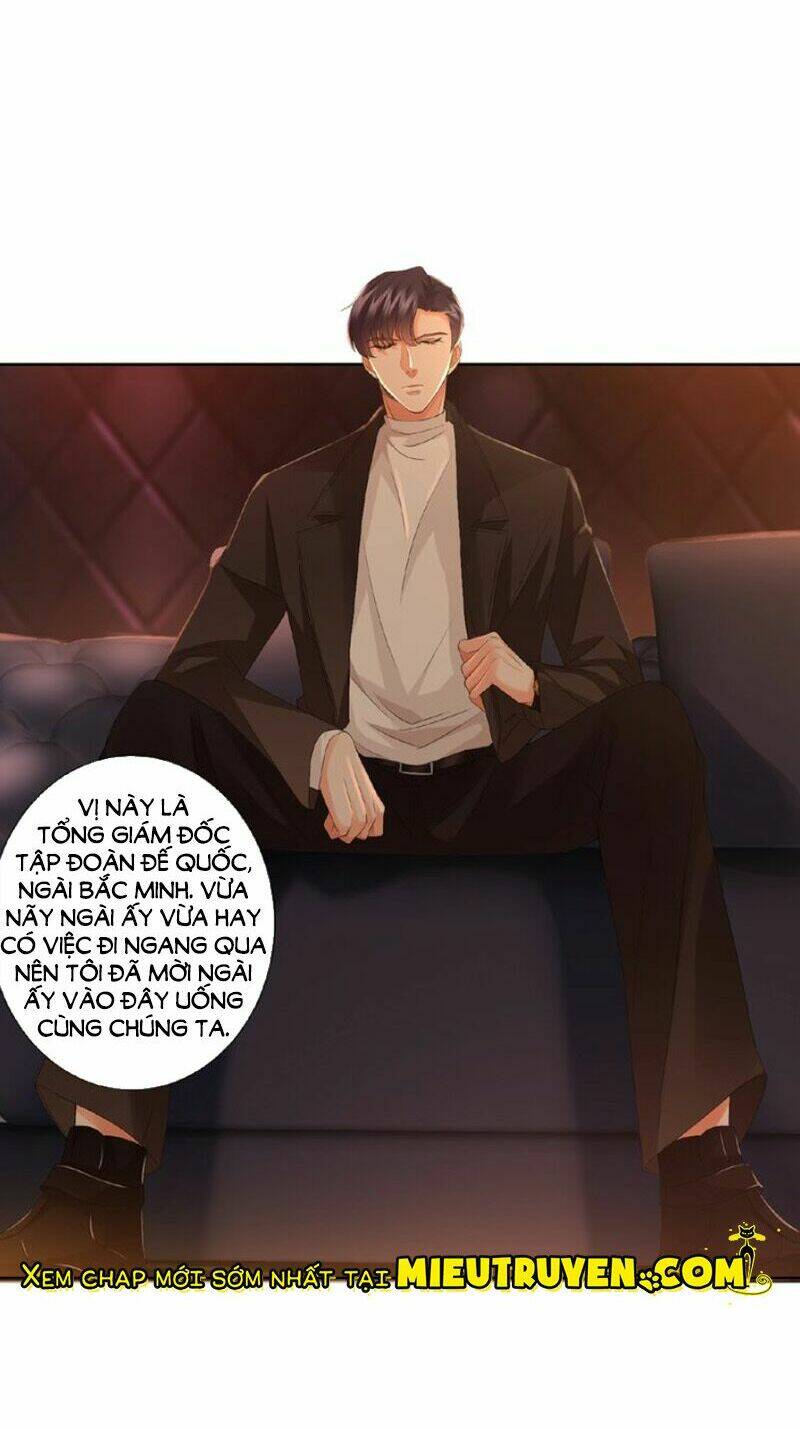 VỊ NÀY LÀ
TỔNG GIÁM ĐỐC
TẬP ĐOÀN ĐẾ QUỐC,
NGÀI BẮC MINH. VỪA
NÃY NGÀI ẤY VỪA HAY
CÓ VIỆC ĐI NGANG QUA
NÊN TÔI ĐÃ MỜI NGÀI
ẤY VÀO ĐÂY UỐNG
CÙNG CHÚNG TA.
XEM CHAP MỚI SỚM NHẤT TẠI MIEUTRUYEN.COM